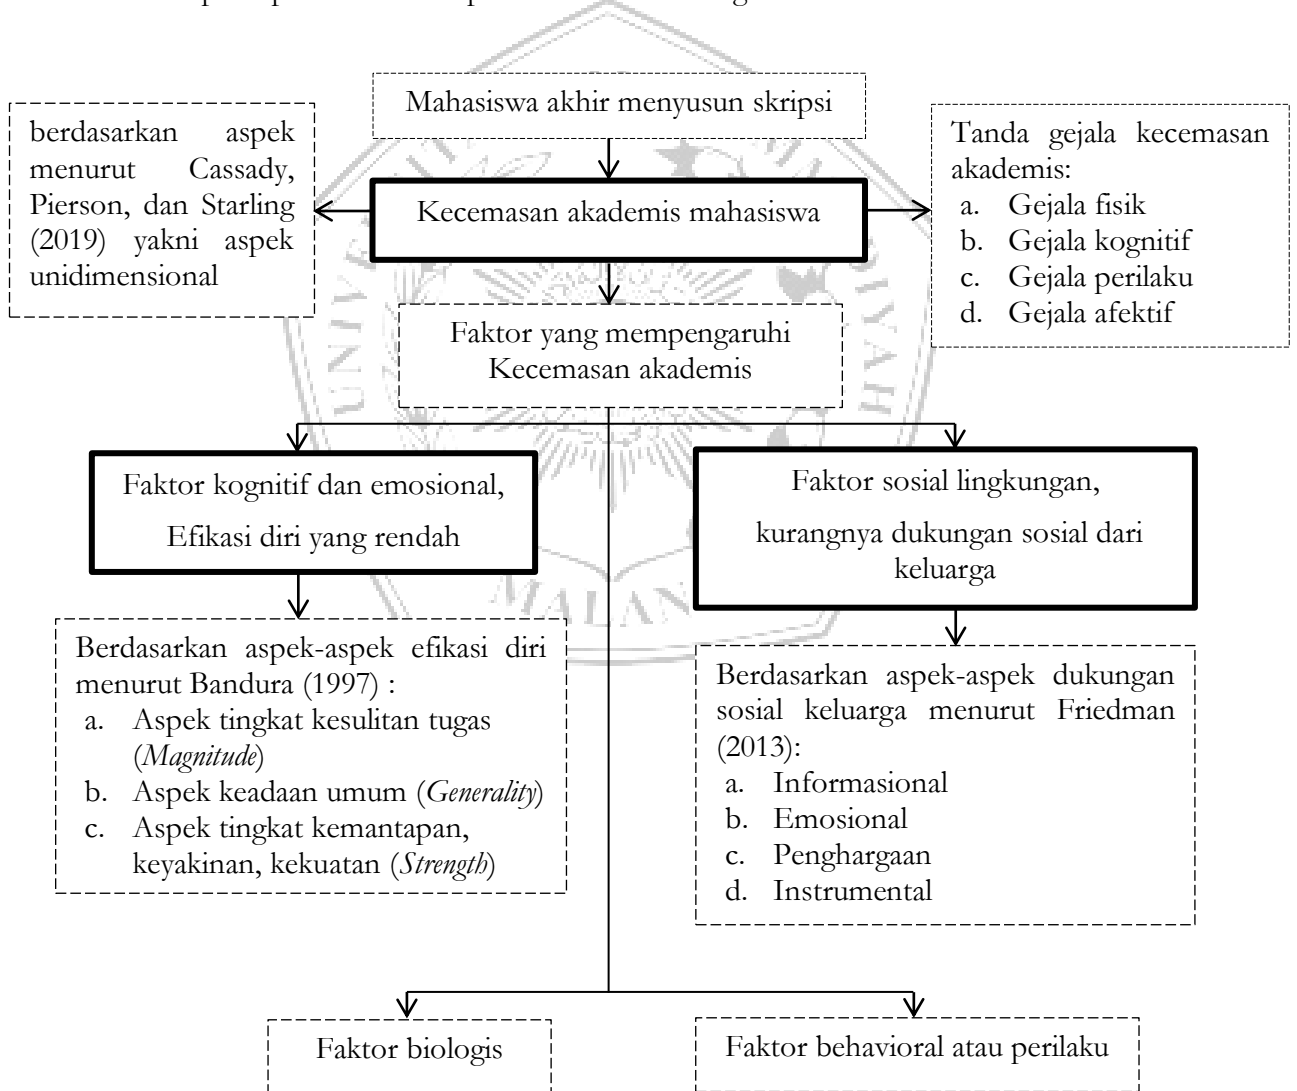 Mahasiswa akhir menyusun skripsi
berdasarkan aspek
menurut Cassady,
Pierson, dan Starling
(2019) yakni aspek
unidimensional
Kecemasan akademis mahasiswa
Tanda gejala kecemasan
akademis:
a. Gejala fisik
b. Gejala kognitif
c. Gejala perilaku
d. Gejala afektif
Faktor yang mempengaruhi
Kecemasan akademis
Faktor kognitif dan emosional,
Efikasi diri yang rendah
Faktor sosial lingkungan,
kurangnya dukungan sosial dari
keluarga
Berdasarkan aspek-aspek efikasi diri
menurut Bandura (1997) :
a. Aspek tingkat kesulitan tugas
(Magnitude)
b. Aspek keadaan umum (Generality)
c. Aspek tingkat kemantapan,
keyakinan, kekuatan (Strength)
Berdasarkan aspek-aspek dukungan
sosial keluarga menurut Friedman
(2013):
a. Informasional
b. Emosional
c. Penghargaan
d. Instrumental
Faktor biologis
Faktor behavioral atau perilaku
MALAN